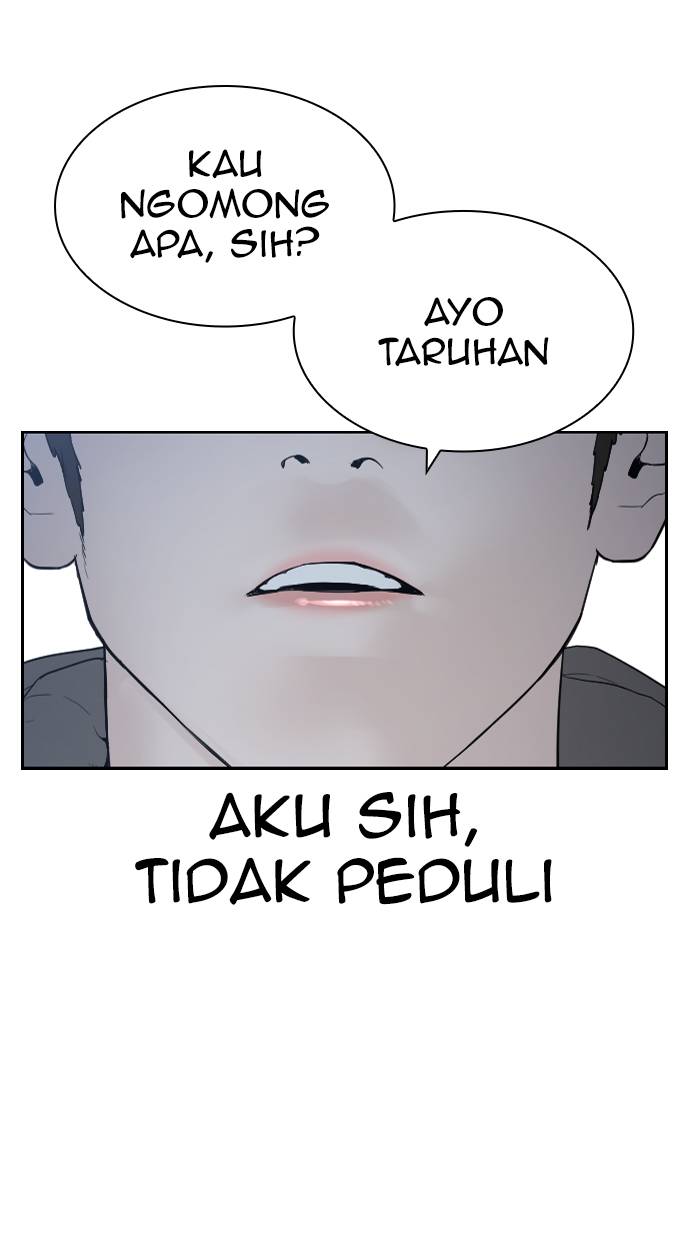 KAU
NGOMONG
APA, SIH?
AYO
TARUHAN
AKU SIH,
TIDAK PEDULI